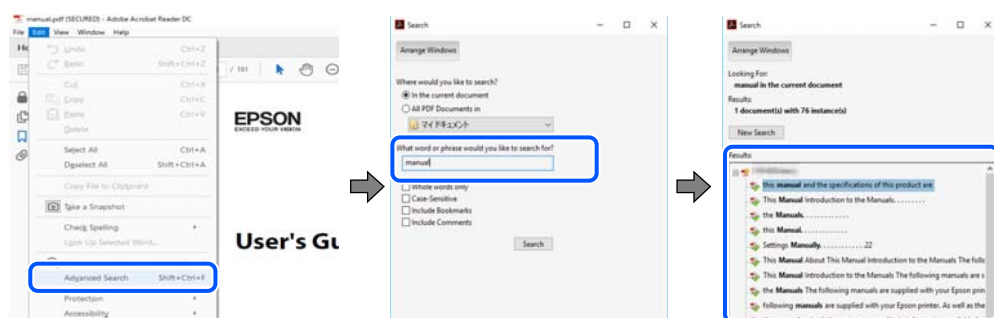 manual.pdf (SECURED) - Adobe Acrobat Reader DC
File Edit View Window Help
Undo Ctrl+Z
Redo Shift+Ctrl+Z
Cut Ctrl+X
Copy Ctrl+C
Paste Ctrl+V
Delete
Select All Ctrl+A
Deselect All Shift+Ctrl+A
Copy File to Clipboard
Take a Snapshot
Check Spelling
Look Up Selected Word...
Advanced Search Shift+Ctrl+F
Protection
Accessibility
/ 181
EPSON
EXCEED YOUR VISION
User's Gu
Search
Arrange Windows
Where would you like to search?
In the current document
All PDF Documents in
マイ ドキュメント
What word or phrase would you like to search for?
manual
Whole words only
Case-Sensitive
Include Bookmarks
Include Comments
Search
Search
Arrange Windows
Looking For:
manual in the current document
Results:
1 document(s) with 76 instance(s)
New Search
Results:
this manual and the specifications of this product are
This Manual Introduction to the Manuals. . . . . . . .
the Manuals. . . . . . . . . . . .
this Manual. . . . . . . . . . . .
Settings Manually. . . . . . . . . . . .22
This Manual About This Manual Introduction to the Manuals The follo
This Manual Introduction to the Manuals The following manuals are s
the Manuals The following manuals are supplied with your Epson prin
following manuals are supplied with your Epson printer. As well as the